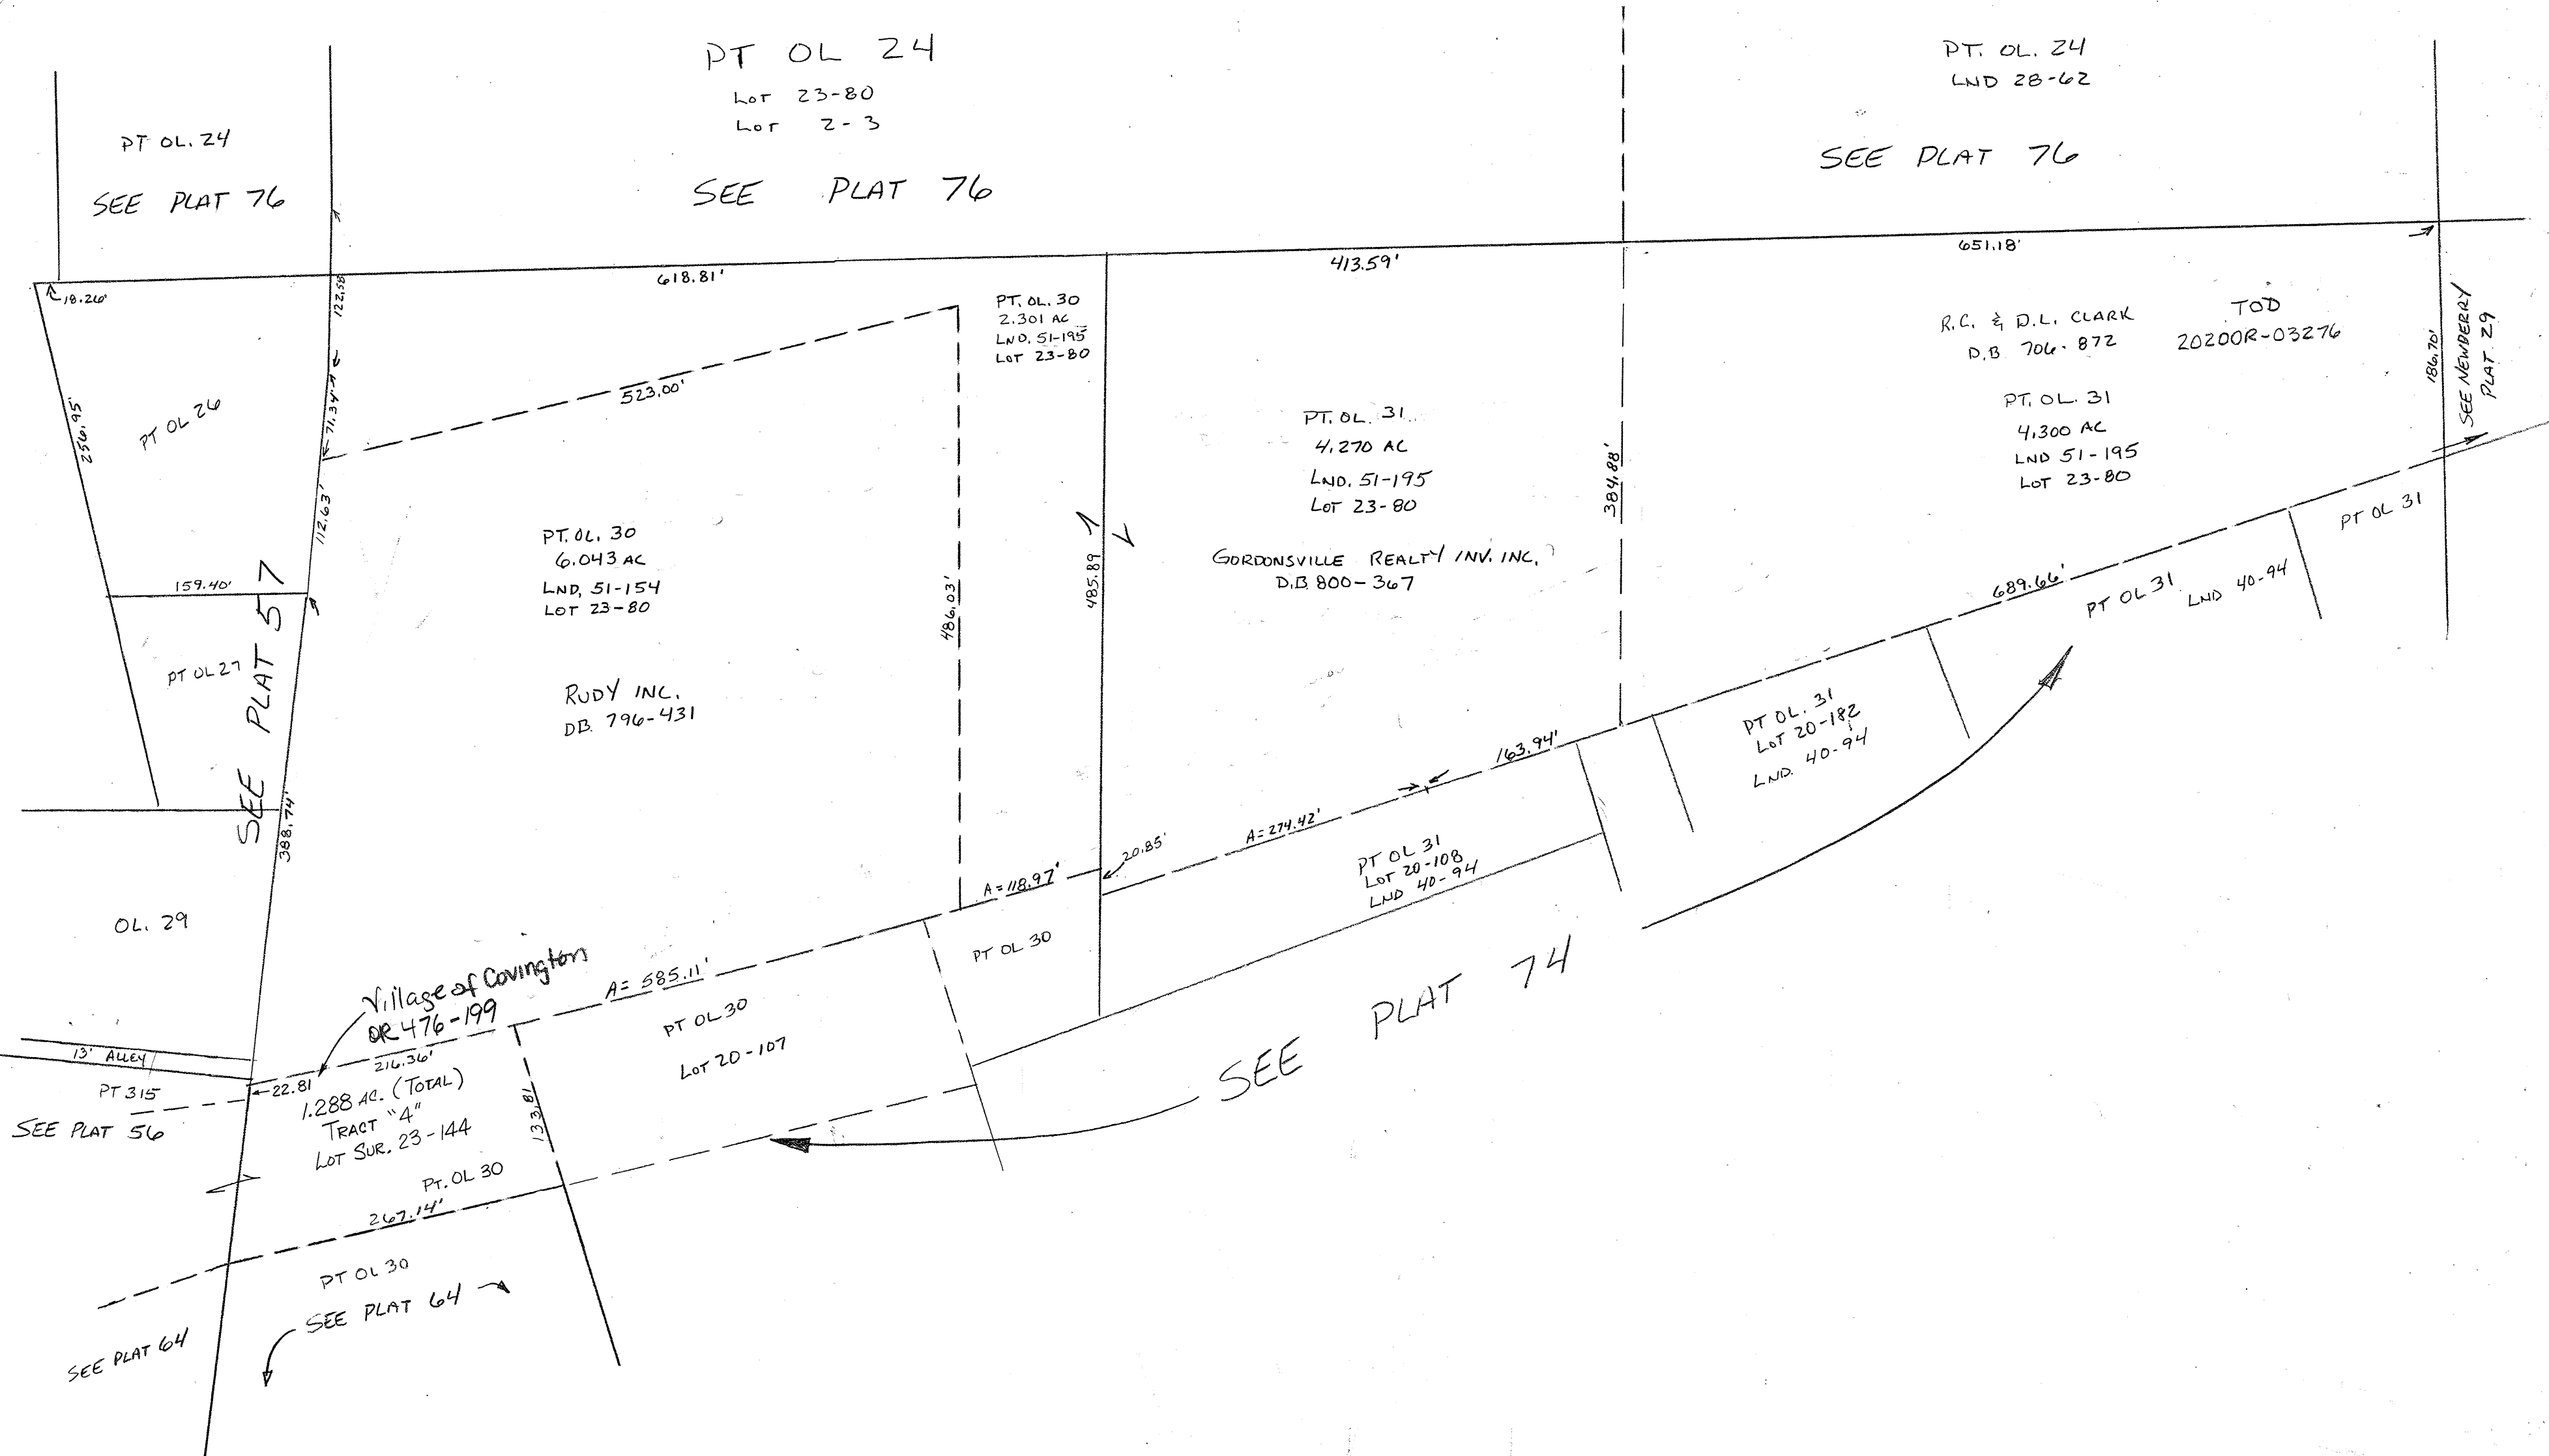 PT OL 24
LOT 23-80
LOT 2-3
SEE PLAT 76
PT. OL. 24
LND 28-62
SEE PLAT 76
PT OL. 24
SEE PLAT 76
18.26'
122.58
618.81'
413.59'
651.18'
PT. OL. 30
2.301 AC
LND. 51-195
LOT 23-80
R.C. & D.L. CLARK
D.B. 706-872
TOD
20200R-03276
186.70'
SEE NEWBERRY
PLAT 29
256.95'
PT OL 26
71.34'
523.00'
112.63'
PT. OL. 31
4.270 AC
LND. 51-195
LOT 23-80
GORDONSVILLE REALTY INV. INC.
D.B. 800-367
384.88'
PT. OL. 31
4.300 AC
LND 51-195
LOT 23-80
PT OL 31
159.40'
PT. OL. 30
6.043 AC
LND. 51-154
LOT 23-80
RUDY INC.
DB. 796-431
486.03'
485.89
689.66'
PT OL 31
LND 40-94
PT OL 27
SEE PLAT 57
388.74'
163.94'
PT OL. 31
LOT 20-182
LND. 40-94
A=274.42'
20.85'
A=118.97'
PT OL 31
LOT 20-108
LND 40-94
OL. 29
PT OL 30
SEE PLAT 74
Village of Covington
OR 476-199
A= 585.11'
PT OL 30
LOT 20-107
13' ALLEY
PT 315
SEE PLAT 56
22.81
216.36'
1.288 AC. (TOTAL)
TRACT "4"
LOT SUR. 23-144
PT. OL 30
133.81
267.14'
PT OL 30
SEE PLAT 64
SEE PLAT 64